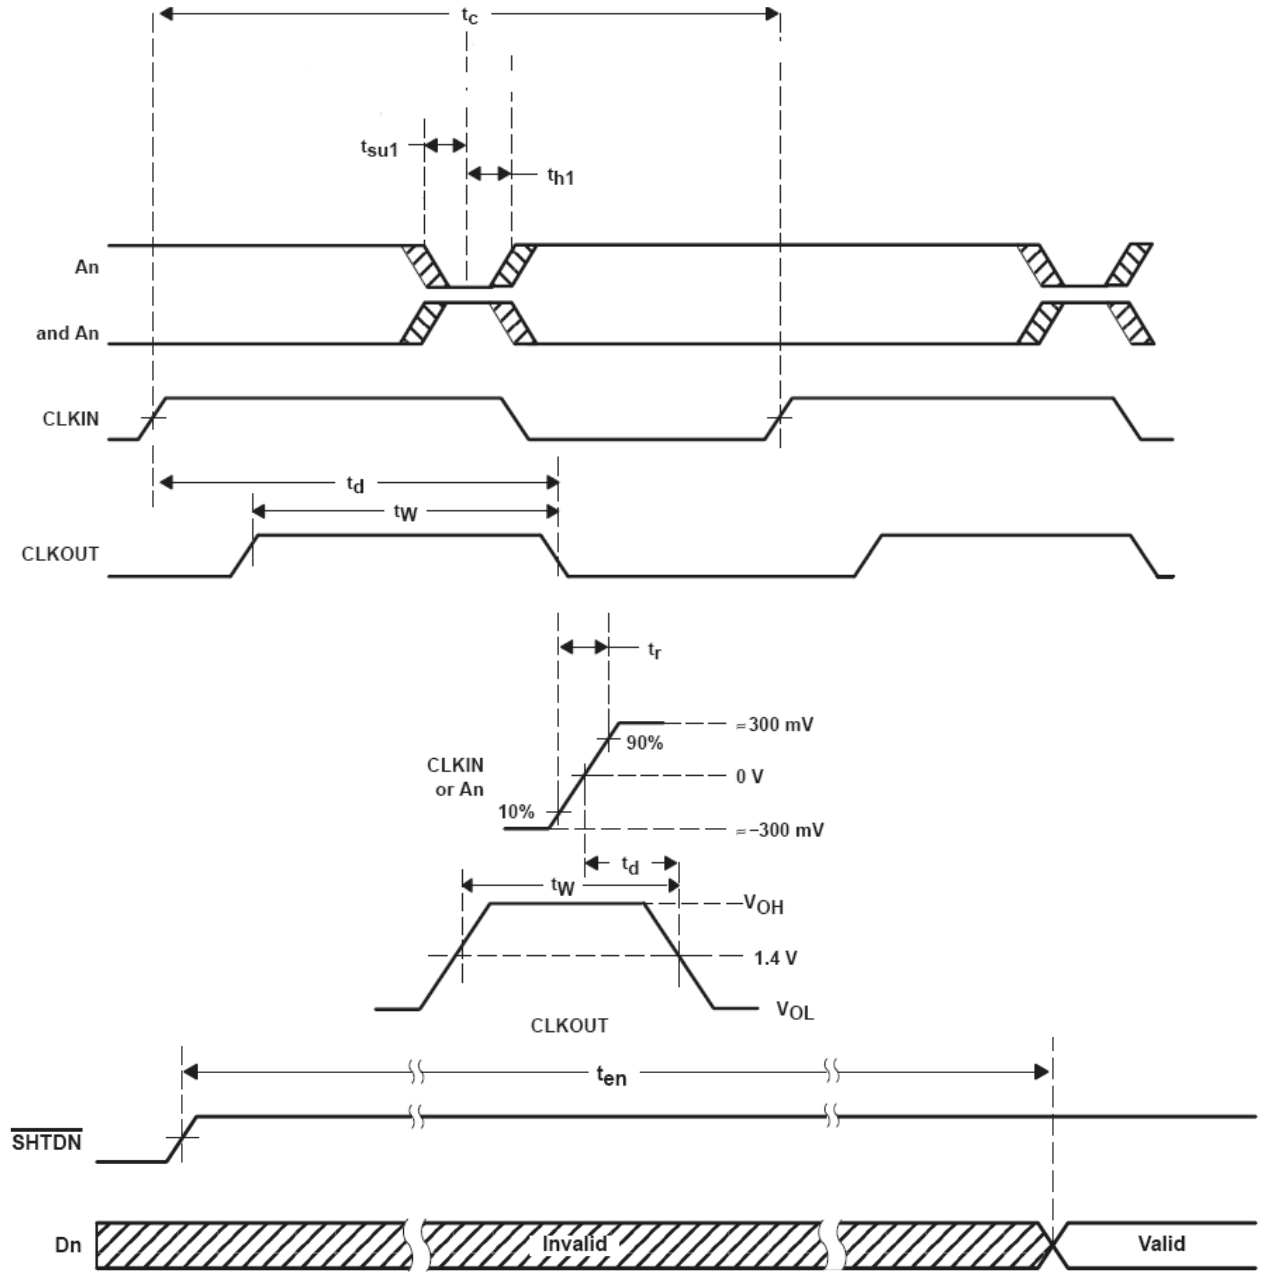 tc
tsu1
th1
An
and An
CLKIN
td
tW
CLKOUT
tr
≈300 mV
90%
CLKIN
or An
0 V
10%
≈−300 mV
td
tW
VOH
1.4 V
VOL
CLKOUT
ten
SHTDN
Dn
Invalid
Valid